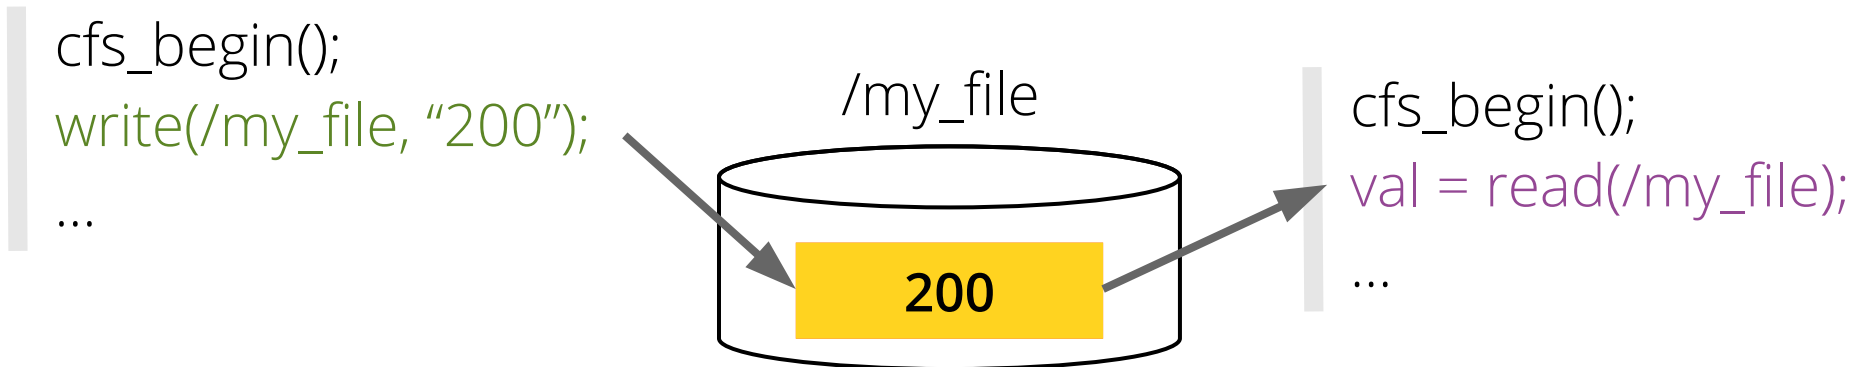 cfs_begin();
write(/my_file, “200”);
...
/my_file
200
cfs_begin();
val = read(/my_file);
...